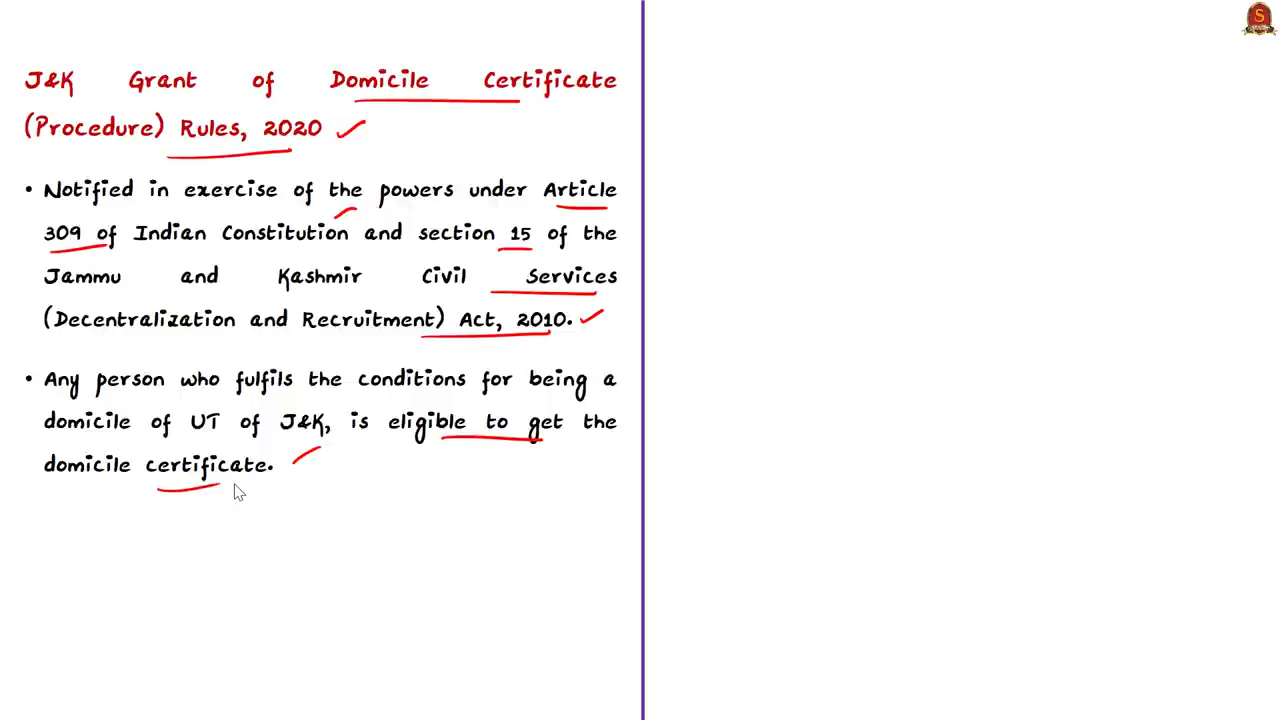 J&K Grant of Domicile Certificate
(Procedure) Rules, 2020
• Notified in exercise of the powers under Article
309 of Indian Constitution and section 15 of the
Jammu and Kashmir Civil Services
(Decentralization and Recruitment) Act, 2010.
• Any person who fulfils the conditions for being a
domicile of UT of J&K, is eligible to get the
domicile certificate.
S